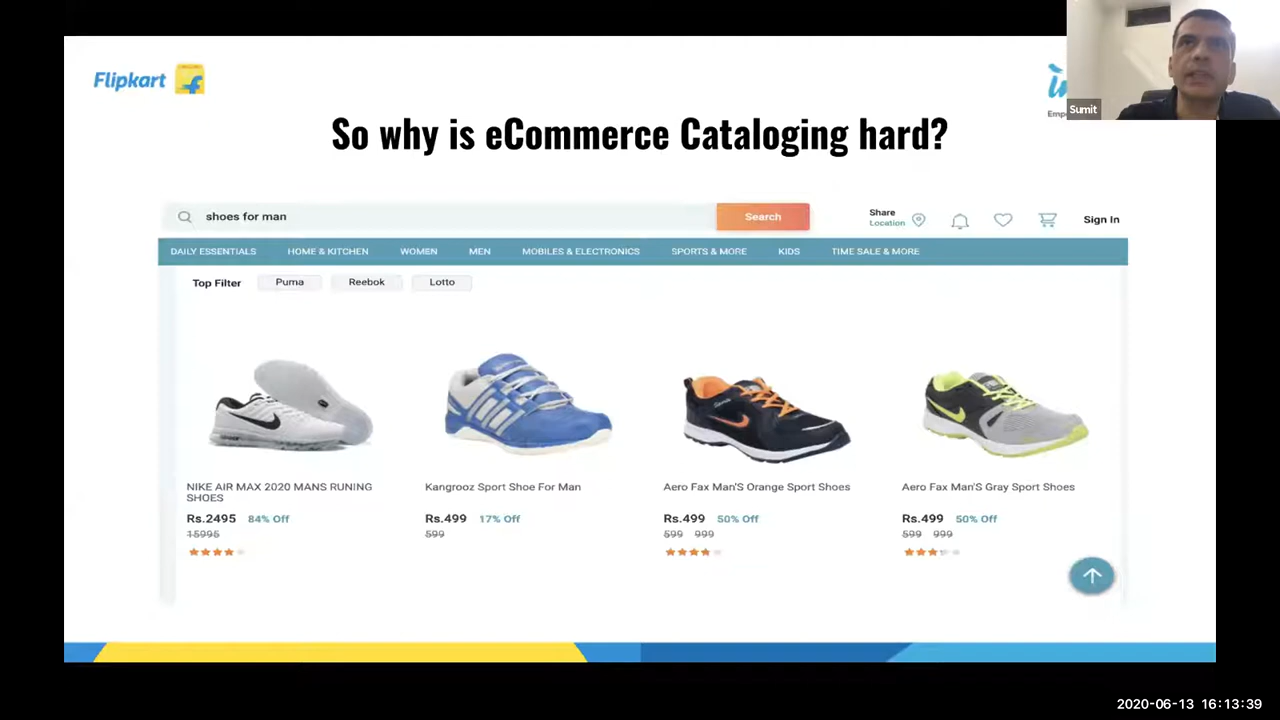 Flipkart
Sumit
So why is eCommerce Cataloging hard?
shoes for man
Search
Share
Location
Sign In
DAILY ESSENTIALS HOME & KITCHEN WOMEN MEN MOBILES & ELECTRONICS SPORTS & MORE KIDS TIME SALE & MORE
Top Filter Puma Reebok Lotto
NIKE AIR MAX 2020 MANS RUNING
SHOES
Rs.2495 84% Off
15995
Kangrooz Sport Shoe For Man
Rs.499 17% Off
599
Aero Fax Man'S Orange Sport Shoes
Rs.499 50% Off
599 999
Aero Fax Man'S Gray Sport Shoes
Rs.499 50% Off
599 999
2020-06-13 16:13:39